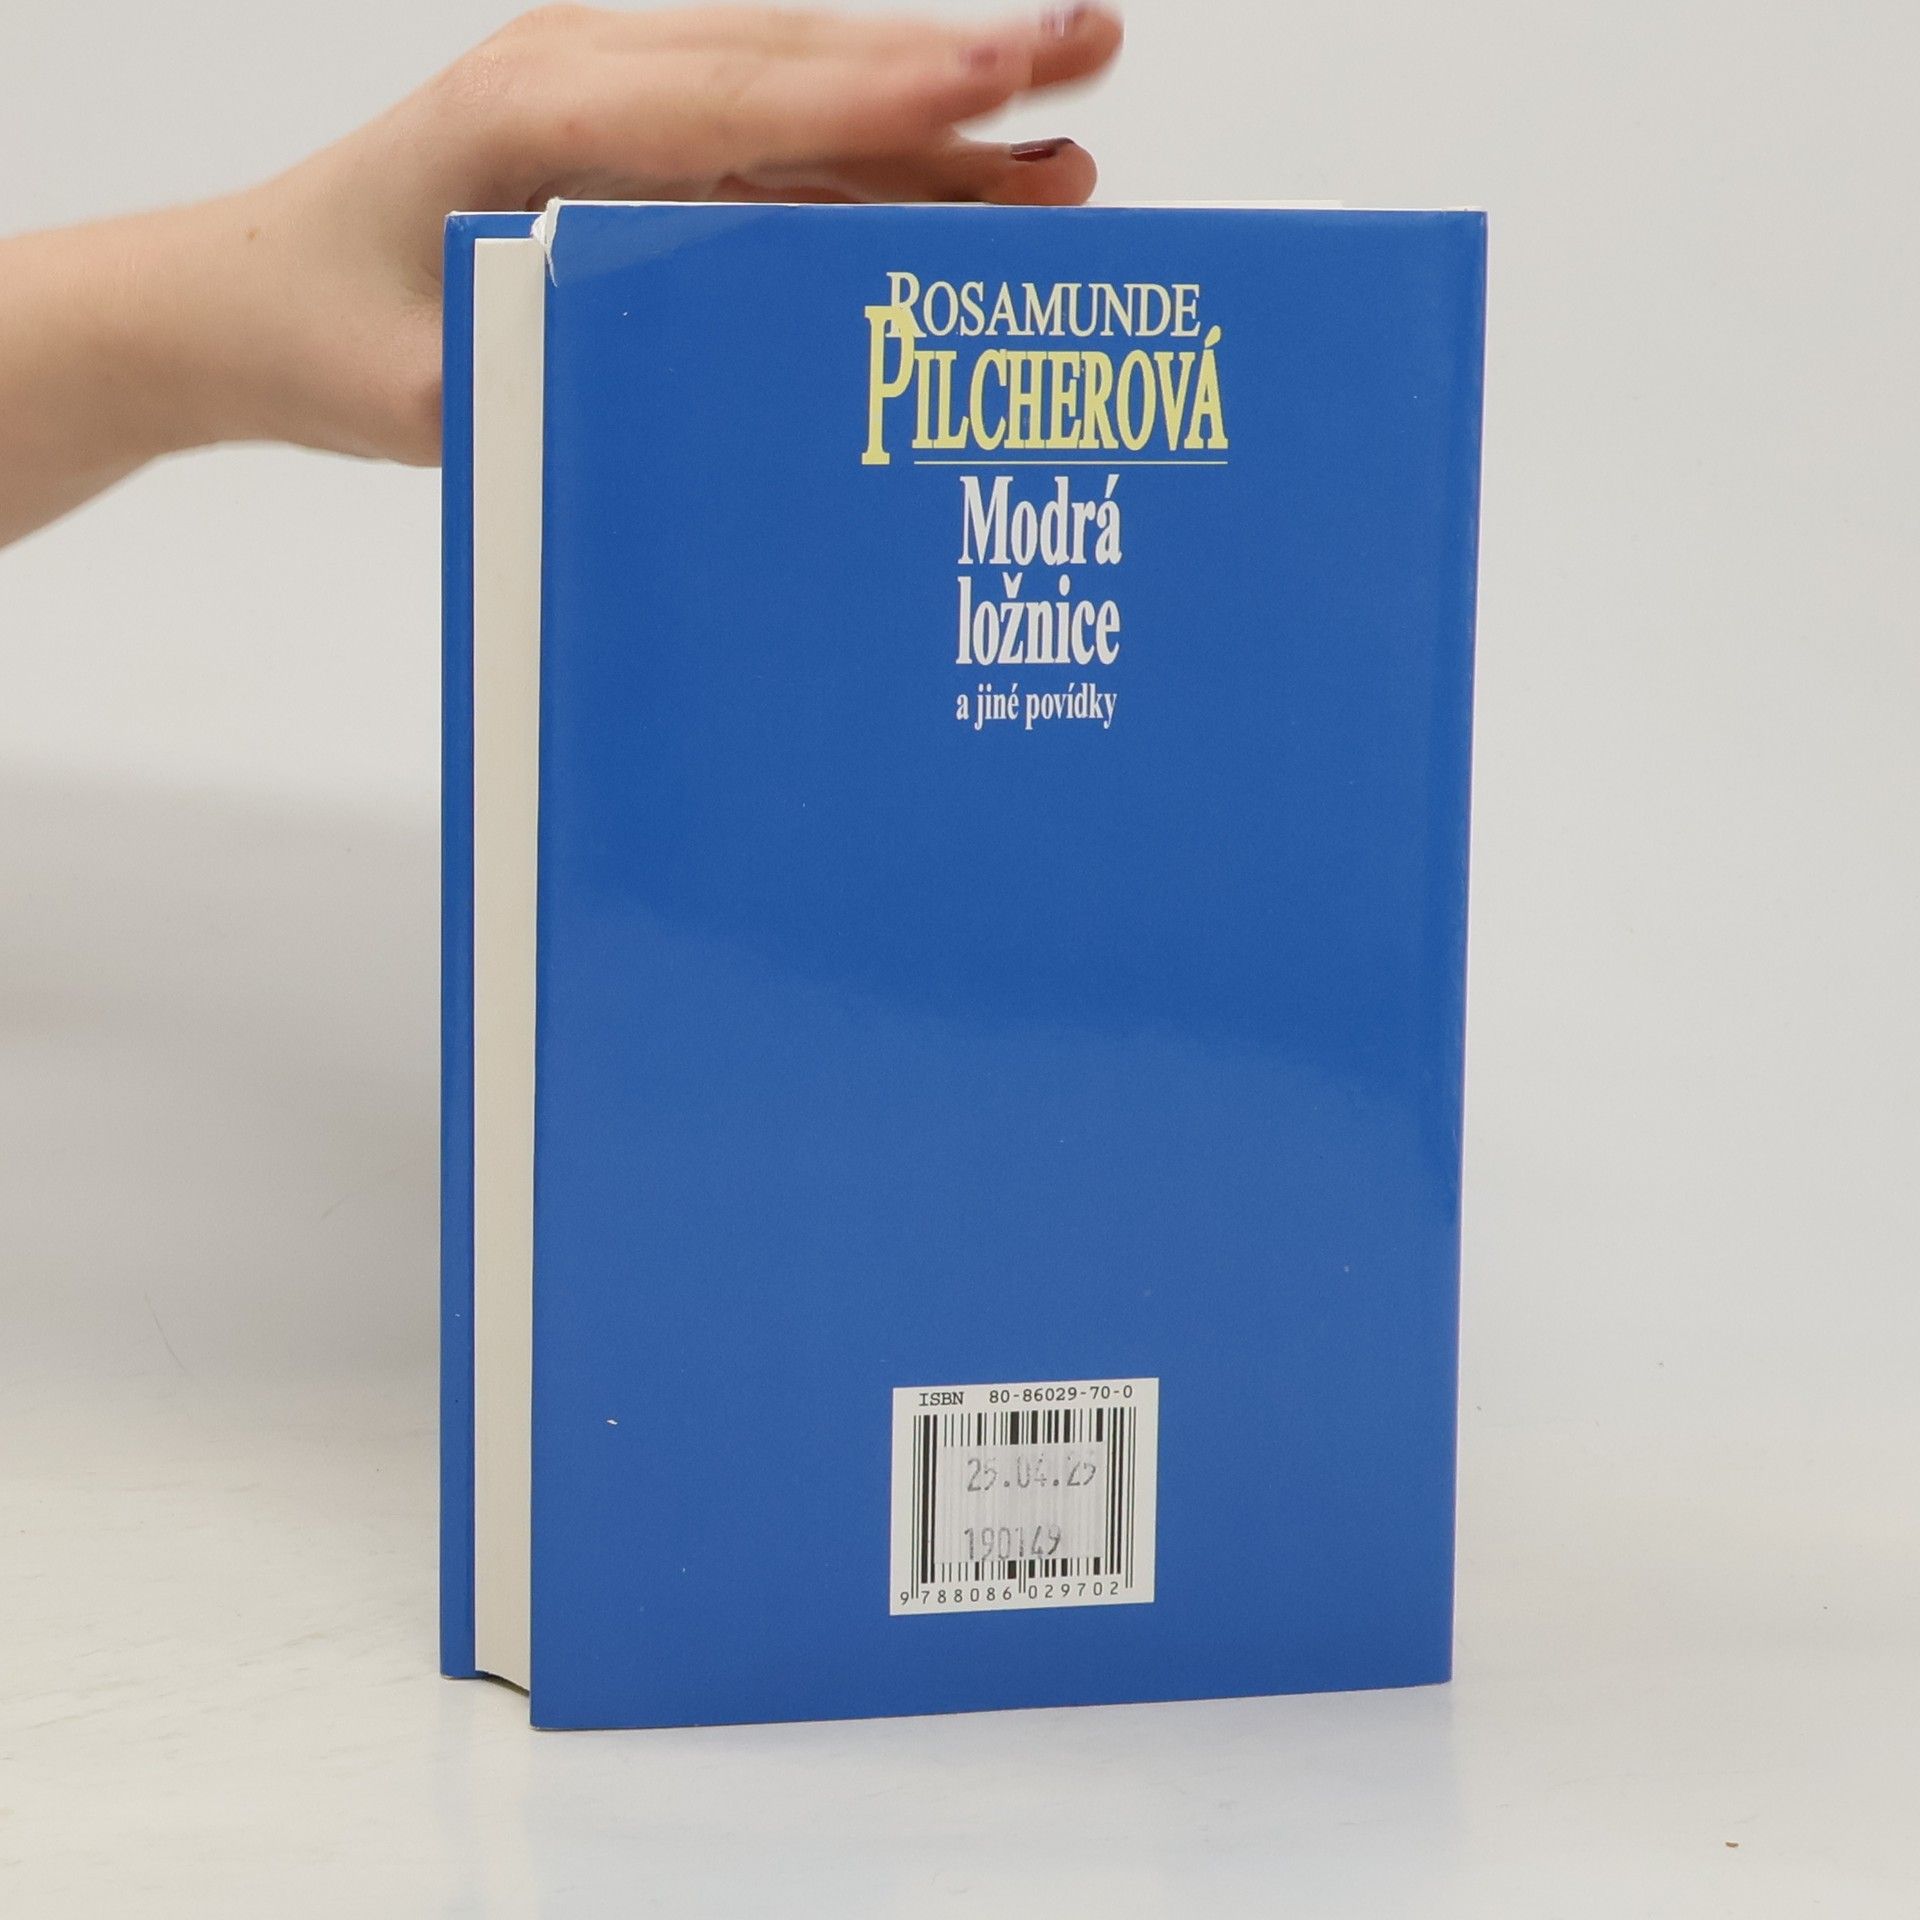 ROSAMUNDE
PILCHEROVÁ
Modrá
ložnice
a jiné povídky
ISBN 80-86029-70-0
25.04.25
190149
9 788086 029702